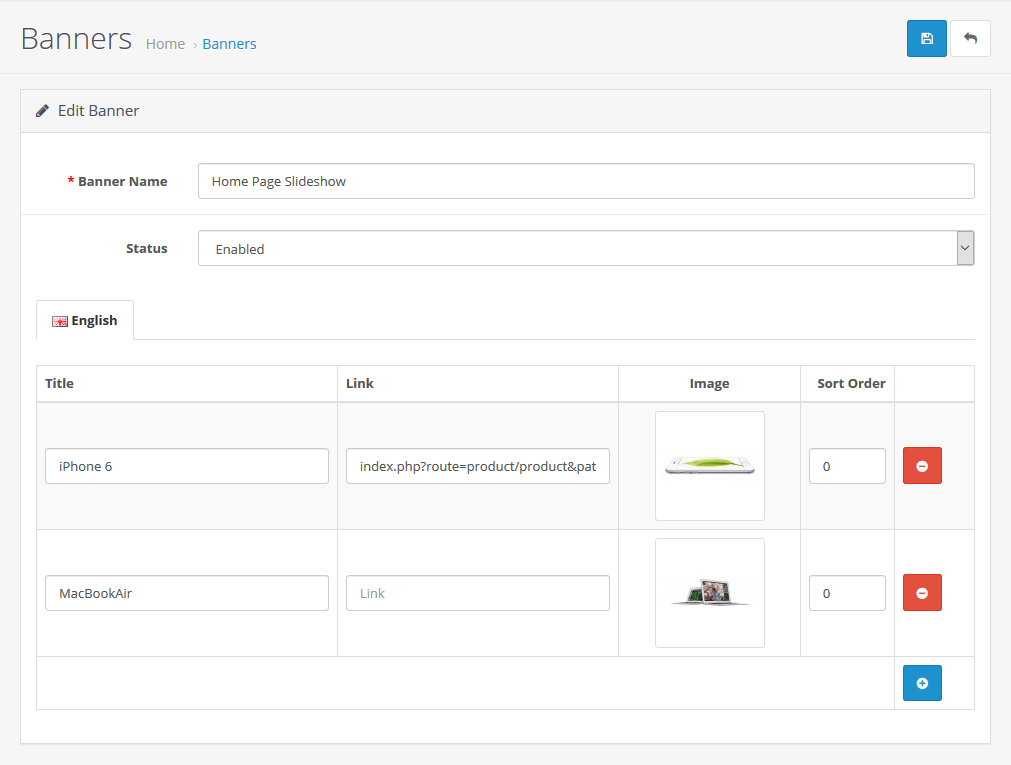 Banners Home › Banners
Edit Banner
* Banner Name Home Page Slideshow
Status Enabled
English
Title Link Image Sort Order
iPhone 6 index.php?route=product/product&pat 0
MacBookAir Link 0